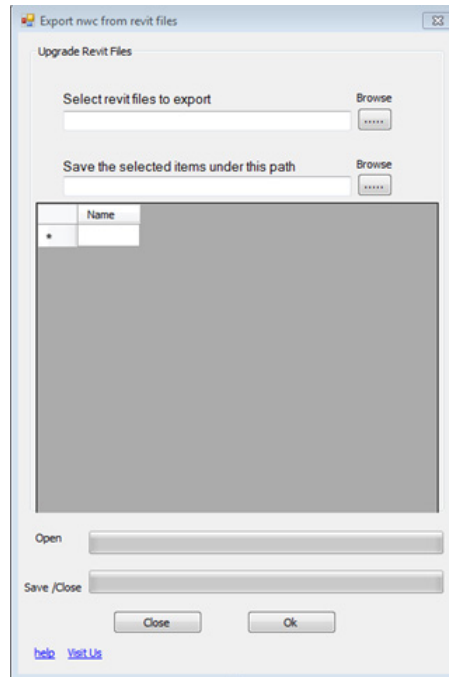 Export nwc from revit files
Upgrade Revit Files
Select revit files to export
Browse
.....
Save the selected items under this path
Browse
.....
Name
*
Open
Save /Close
Close
Ok
help
Visit Us